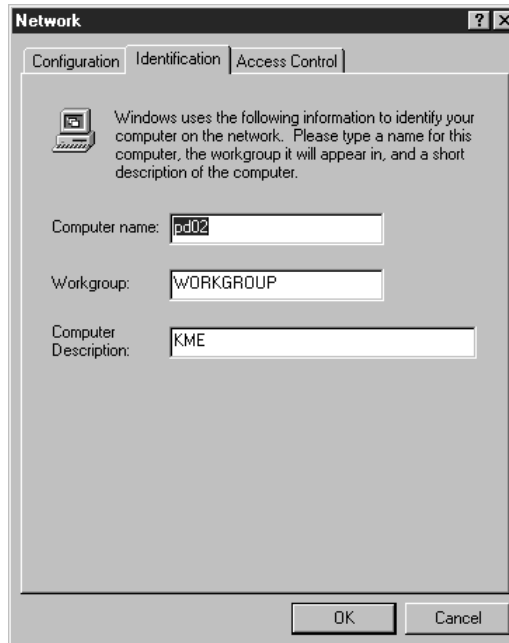 Network
Configuration Identification Access Control
Windows uses the following information to identify your
computer on the network. Please type a name for this
computer, the workgroup it will appear in, and a short
description of the computer.
Computer name: pd02
Workgroup: WORKGROUP
Computer
Description: KME
OK Cancel